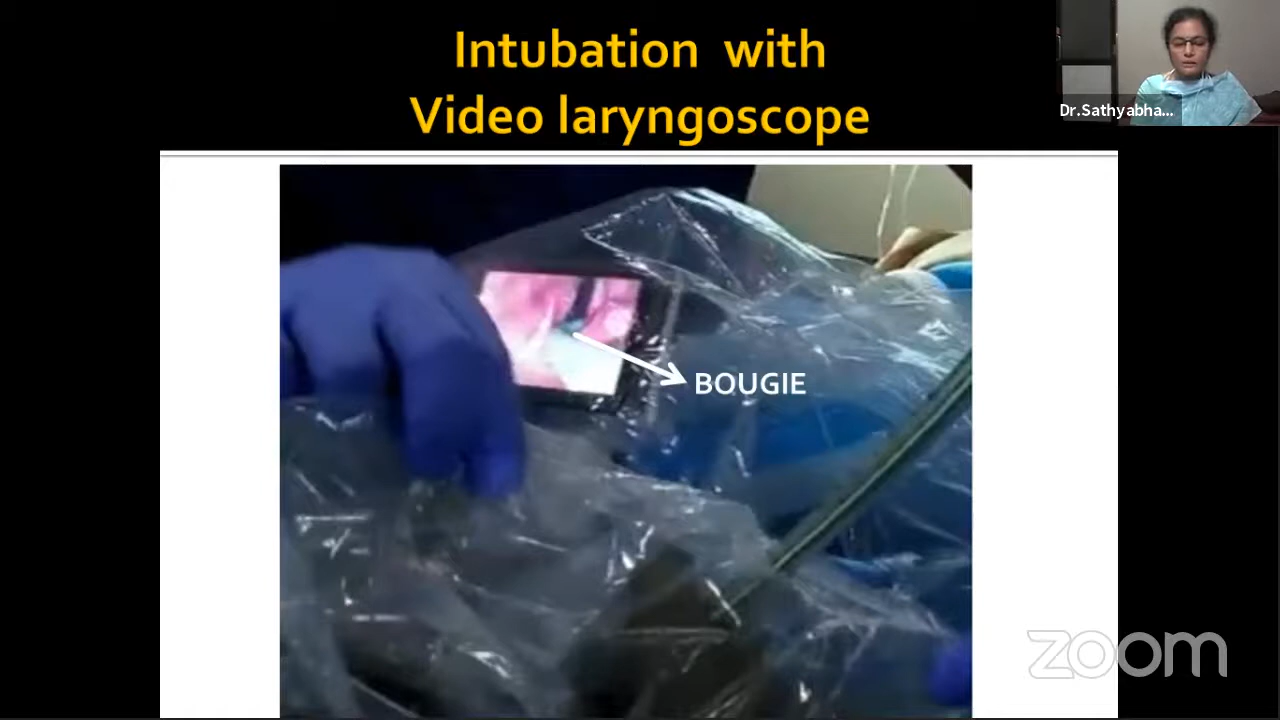 Intubation with
Video laryngoscope
Dr.Sathyabha...
BOUGIE
zoom